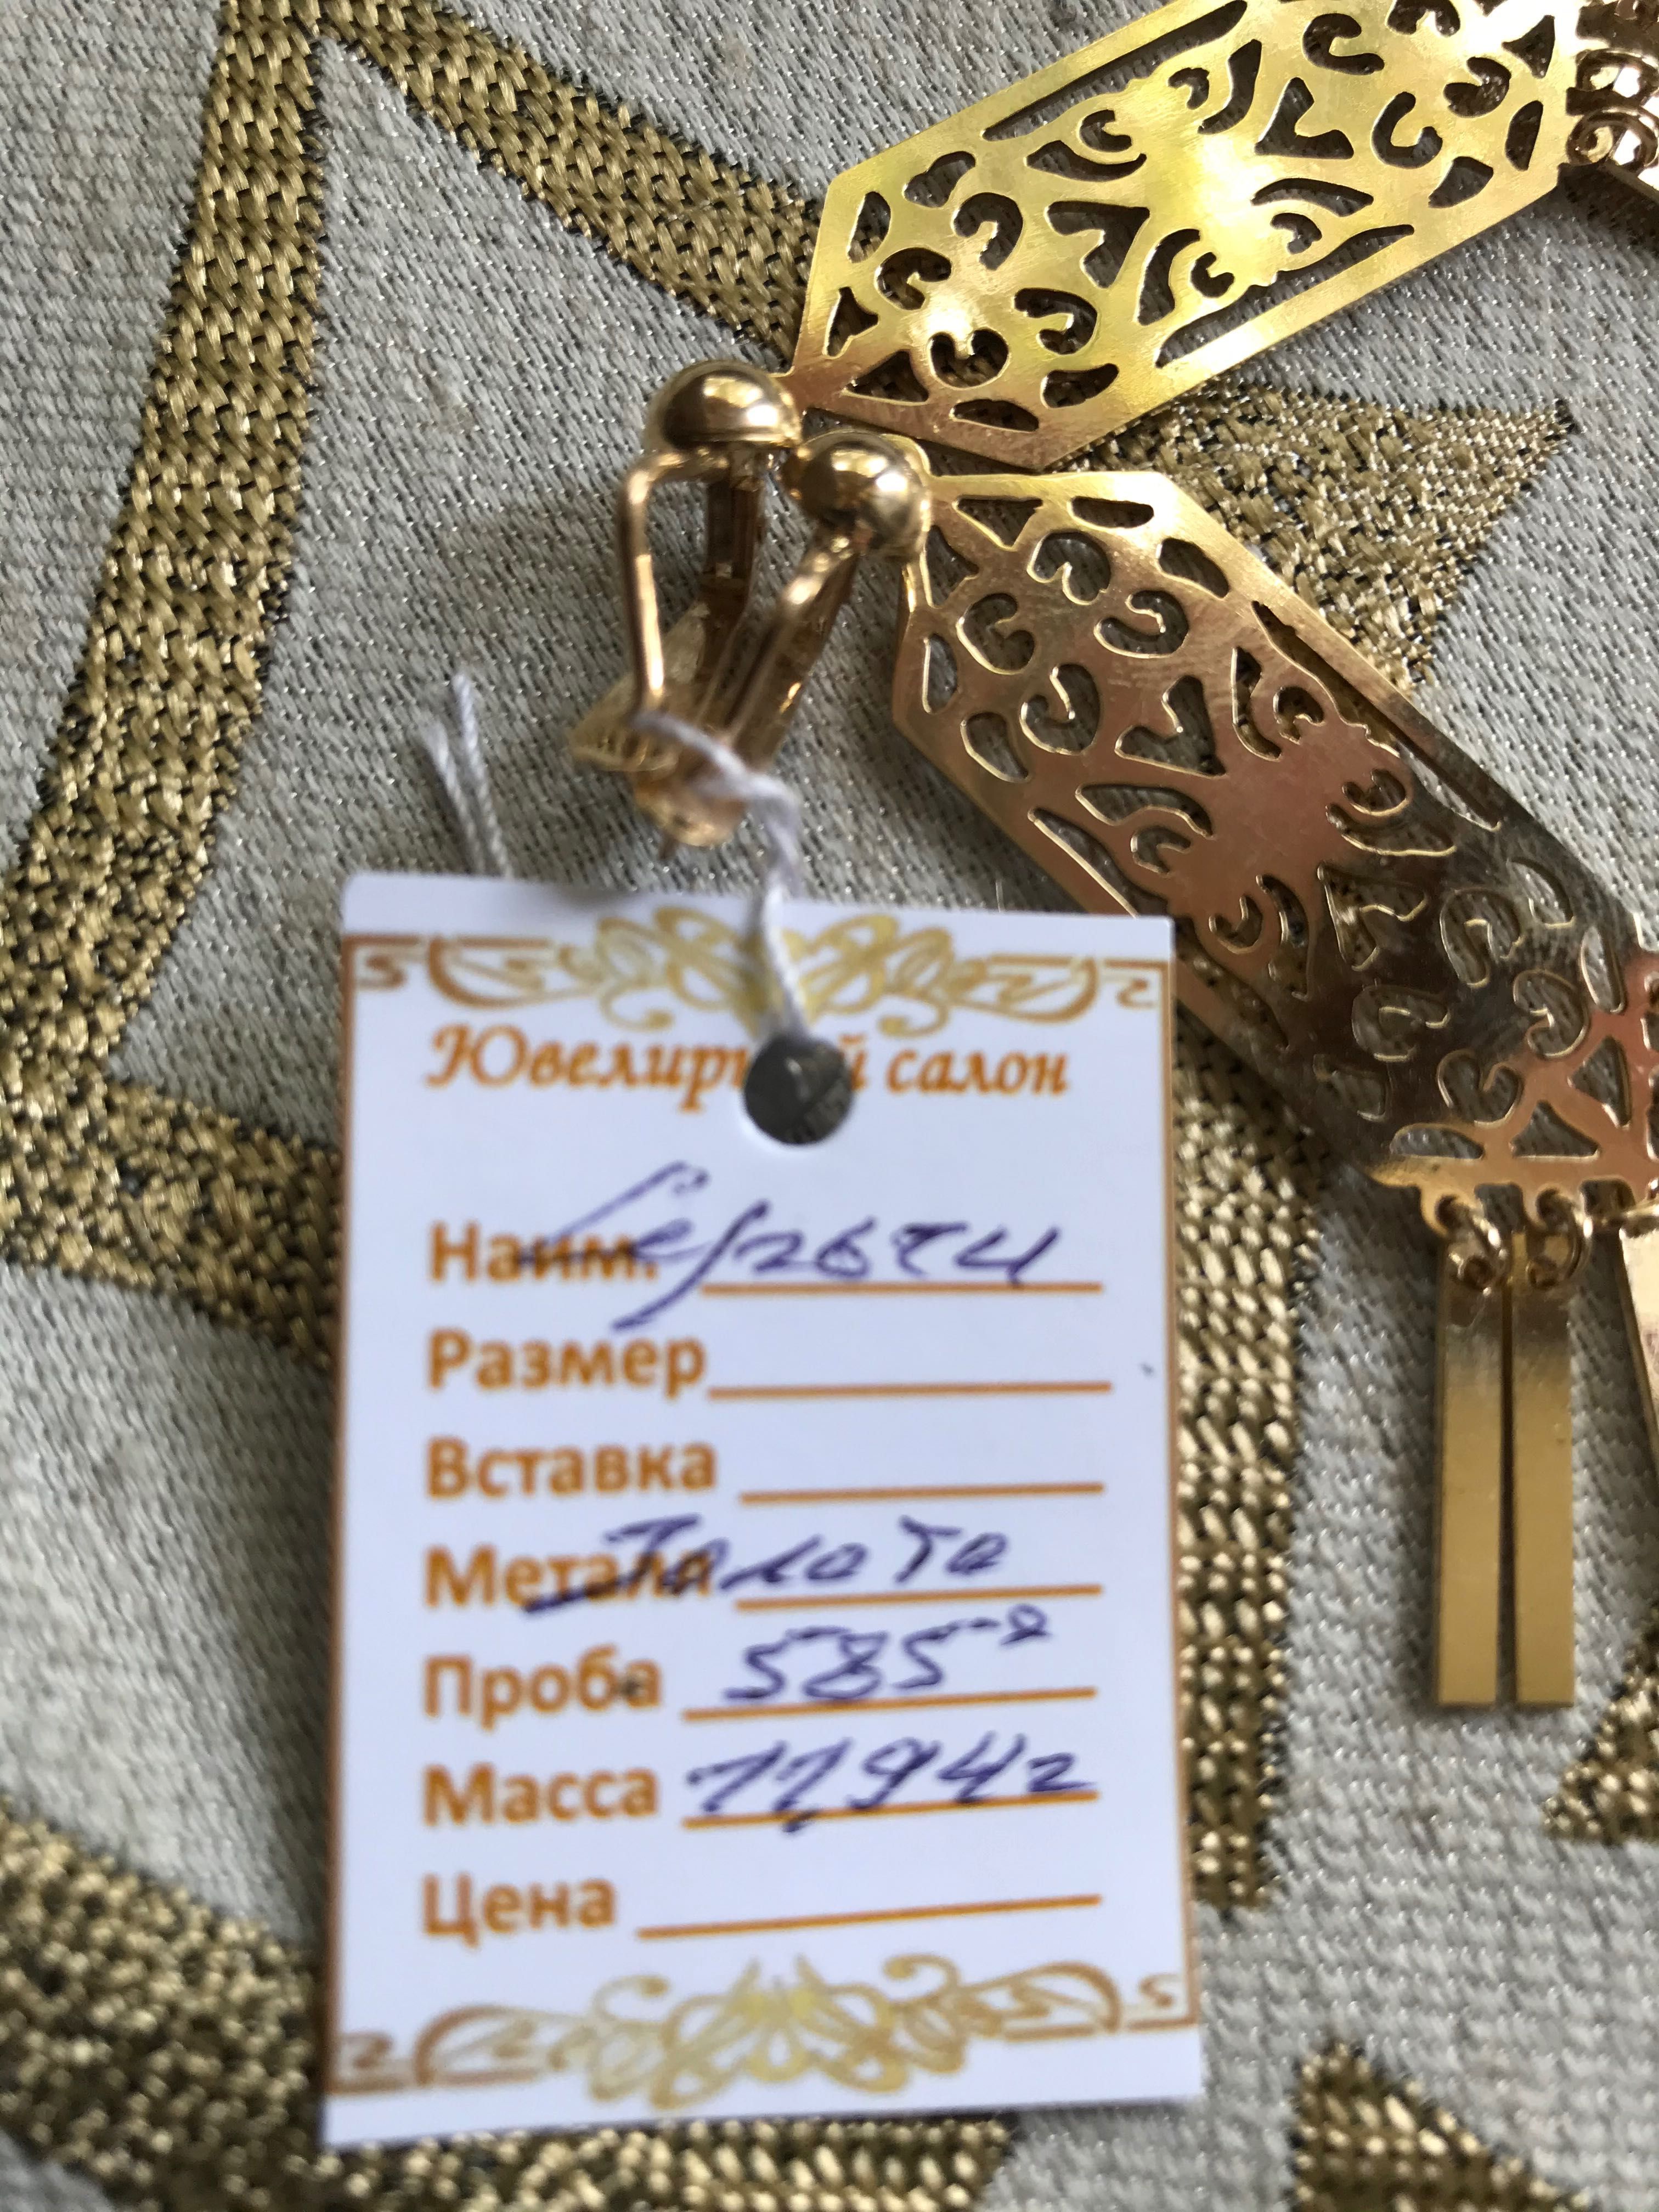 Ювелирный салон
Наим. Серьги
Размер
Вставка
Металл Золото
Проба 585-я
Масса 11,94г
Цена